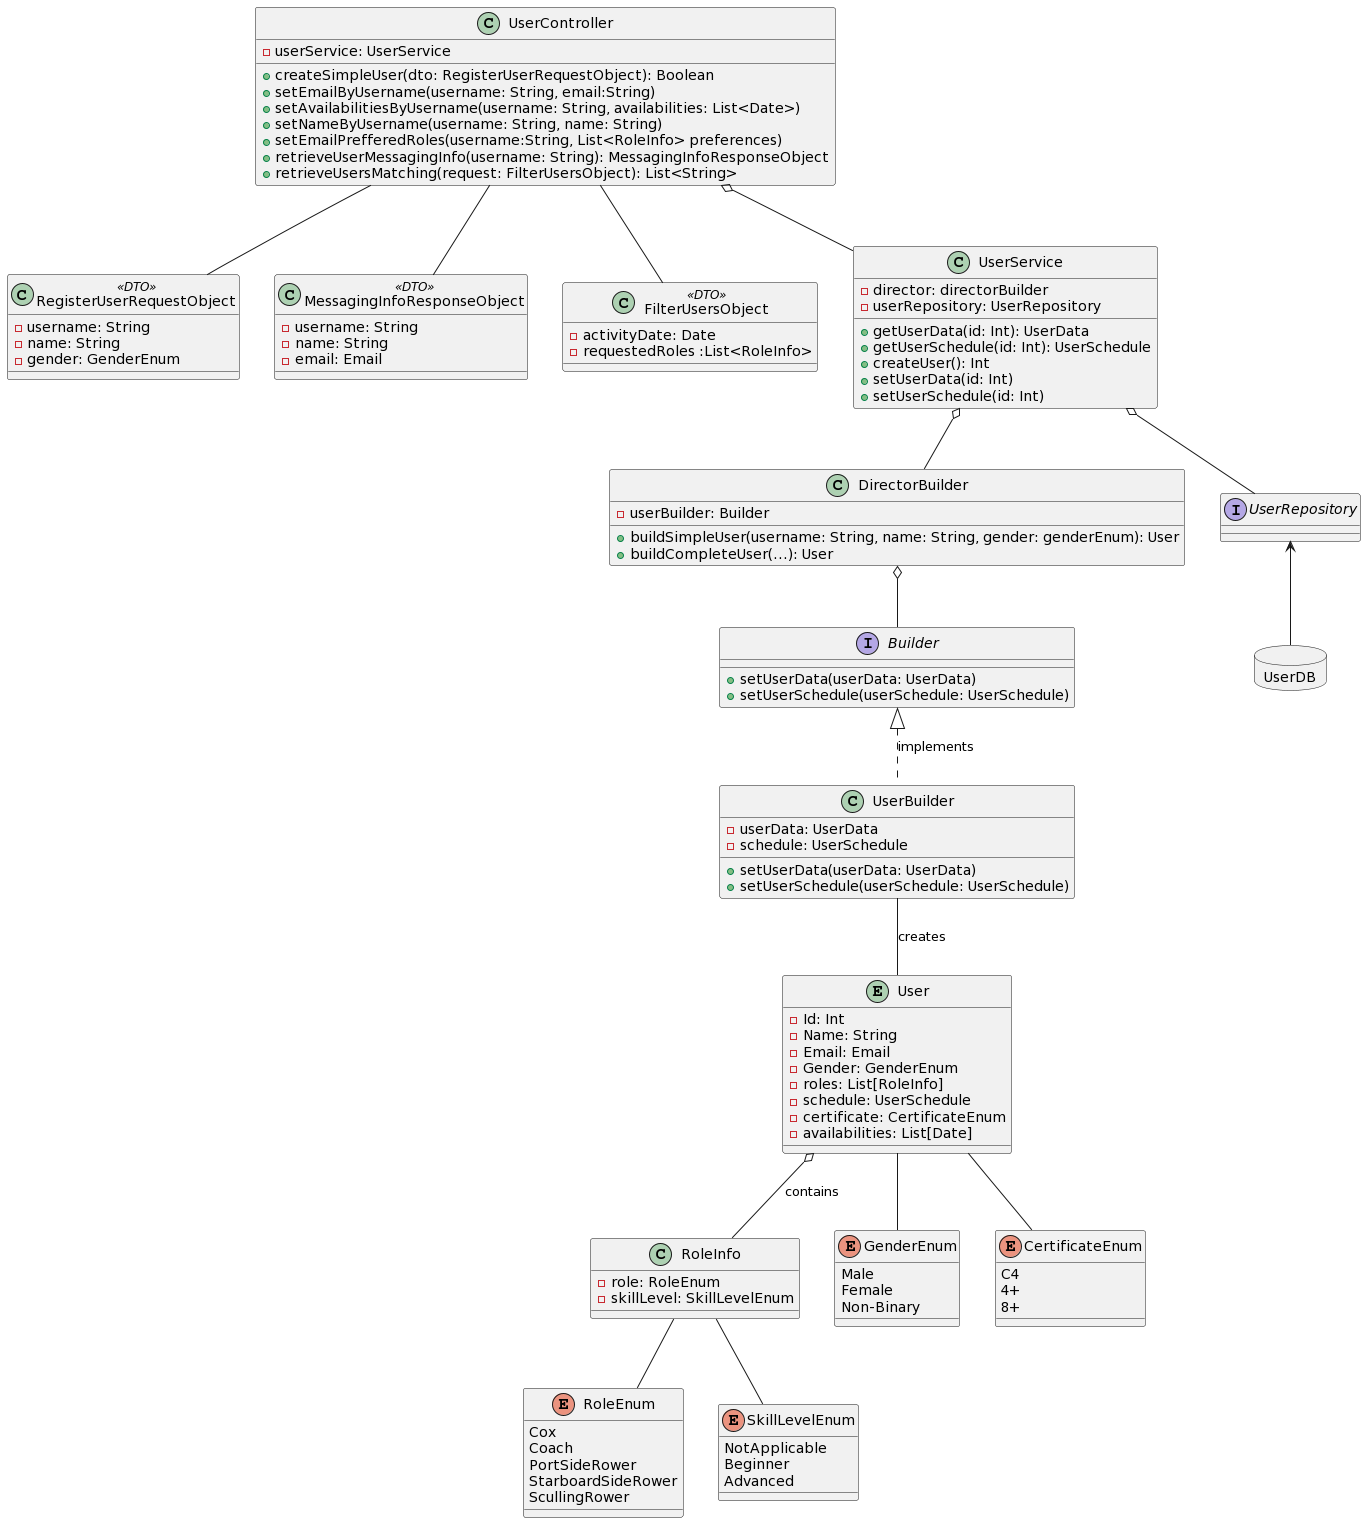 C UserController
userService: UserService
createSimpleUser(dto: RegisterUserRequestObject): Boolean
setEmailByUsername(username: String, email:String)
setAvailabilitiesByUsername(username: String, availabilities: List<Date>)
setNameByUsername(username: String, name: String)
setEmailPrefferedRoles(username:String, List<RoleInfo> preferences)
retrieveUserMessagingInfo(username: String): MessagingInfoResponseObject
retrieveUsersMatching(request: FilterUsersObject): List<String>
C «DTO»
RegisterUserRequestObject
username: String
name: String
gender: GenderEnum
C «DTO»
MessagingInfoResponseObject
username: String
name: String
email: Email
C «DTO»
FilterUsersObject
activityDate: Date
requestedRoles :List<RoleInfo>
C UserService
director: directorBuilder
userRepository: UserRepository
getUserData(id: Int): UserData
getUserSchedule(id: Int): UserSchedule
createUser(): Int
setUserData(id: Int)
setUserSchedule(id: Int)
C DirectorBuilder
userBuilder: Builder
buildSimpleUser(username: String, name: String, gender: genderEnum): User
buildCompleteUser(...): User
I UserRepository
I Builder
setUserData(userData: UserData)
setUserSchedule(userSchedule: UserSchedule)
UserDB
implements
C UserBuilder
userData: UserData
schedule: UserSchedule
setUserData(userData: UserData)
setUserSchedule(userSchedule: UserSchedule)
creates
E User
Id: Int
Name: String
Email: Email
Gender: GenderEnum
roles: List[RoleInfo]
schedule: UserSchedule
certificate: CertificateEnum
availabilities: List[Date]
contains
C RoleInfo
role: RoleEnum
skillLevel: SkillLevelEnum
E GenderEnum
Male
Female
Non-Binary
E CertificateEnum
C4
4+
8+
E RoleEnum
Cox
Coach
PortSideRower
StarboardSideRower
ScullingRower
E SkillLevelEnum
NotApplicable
Beginner
Advanced